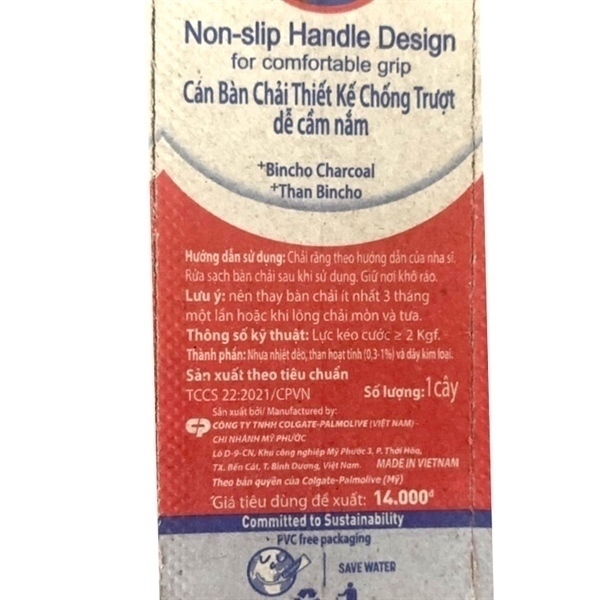 Non-slip Handle Design
for comfortable grip
Cán Bàn Chải Thiết Kế Chống Trượt
dễ cầm nắm
+Bincho Charcoal
+Than Bincho
Hướng dẫn sử dụng: Chải răng theo hướng dẫn của nha sĩ.
Rửa sạch bàn chải sau khi sử dụng. Giữ nơi khô ráo.
Lưu ý: nên thay bàn chải ít nhất 3 tháng
một lần hoặc khi lông chải mòn và tưa.
Thông số kỹ thuật: Lực kéo cước ≥ 2 Kgf.
Thành phần: Nhựa nhiệt dẻo, than hoạt tính (0,3-1%) và dây kim loại.
Sản xuất theo tiêu chuẩn
TCCS 22:2021/CPVN Số lượng: 1 cây
Sản xuất bởi/ Manufactured by:
CÔNG TY TNHH COLGATE-PALMOLIVE (VIỆT NAM) -
CHI NHÁNH MỸ PHƯỚC
Lô D-9-CN, Khu công nghiệp Mỹ Phước 3, P. Thới Hòa,
TX. Bến Cát, T. Bình Dương, Việt Nam. MADE IN VIETNAM
Theo bản quyền của Colgate-Palmolive (Mỹ)
Giá tiêu dùng đề xuất: 14.000đ
Committed to Sustainability
PVC free packaging
SAVE WATER